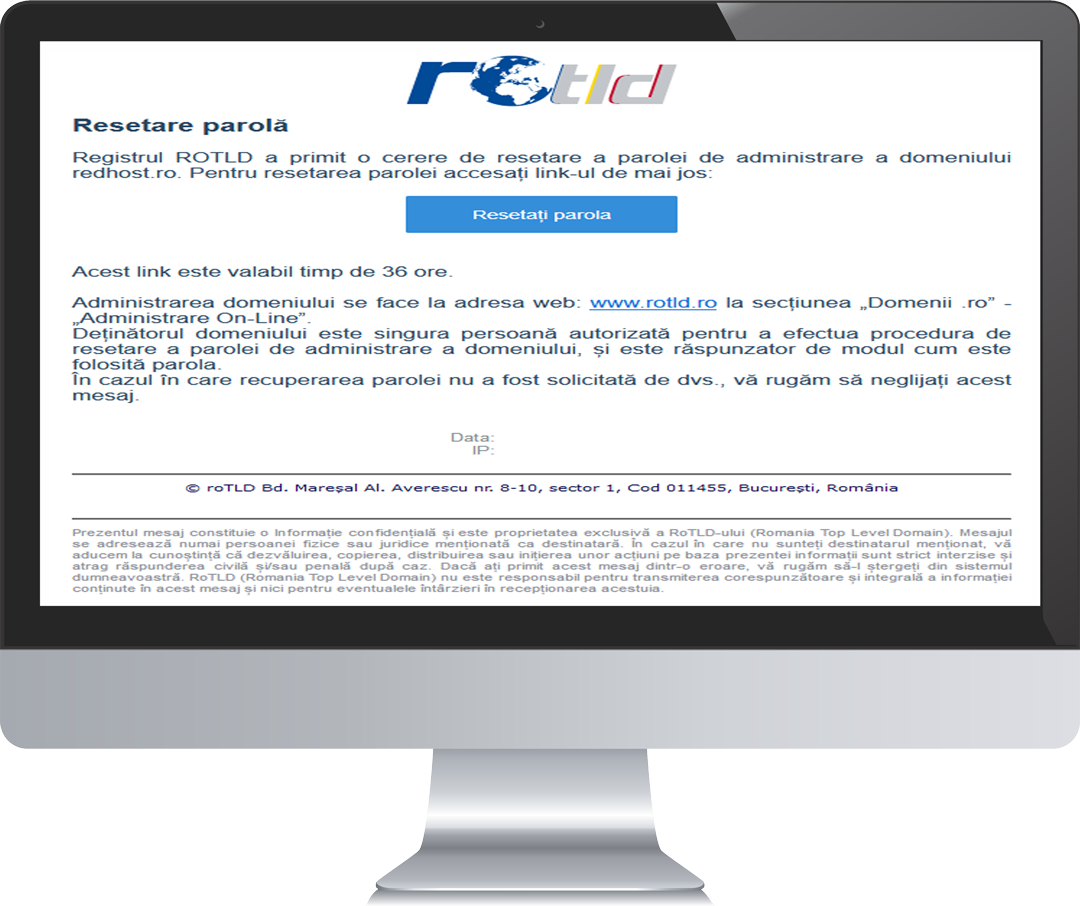 rotld
Resetare parolă
Registrul ROTLD a primit o cerere de resetare a parolei de administrare a domeniului
redhost.ro. Pentru resetarea parolei accesați link-ul de mai jos:
Resetați parola
Acest link este valabil timp de 36 ore.
Administrarea domeniului se face la adresa web: www.rotld.ro la secțiunea „Domenii .ro” -
„Administrare On-Line”.
Deținătorul domeniului este singura persoană autorizată pentru a efectua procedura de
resetare a parolei de administrare a domeniului, și este răspunzator de modul cum este
folosită parola.
În cazul în care recuperarea parolei nu a fost solicitată de dvs., vă rugăm să neglijați acest
mesaj.
Data:
IP:
© roTLD Bd. Mareșal Al. Averescu nr. 8-10, sector 1, Cod 011455, București, România
Prezentul mesaj constituie o Informație confidențială și este proprietatea exclusivă a RoTLD-ului (Romania Top Level Domain). Mesajul
se adresează numai persoanei fizice sau juridice menționată ca destinatară. În cazul în care nu sunteți destinatarul menționat, vă
aducem la cunoștință că dezvăluirea, copierea, distribuirea sau inițierea unor acțiuni pe baza prezentei informații sunt strict interzise și
atrag răspunderea civilă și/sau penală după caz. Dacă ați primit acest mesaj dintr-o eroare, vă rugăm să-l ștergeți din sistemul
dumneavoastră. RoTLD (Romania Top Level Domain) nu este responsabil pentru transmiterea corespunzătoare și integrală a informației
conținute în acest mesaj și nici pentru eventualele întârzieri în recepționarea acestuia.